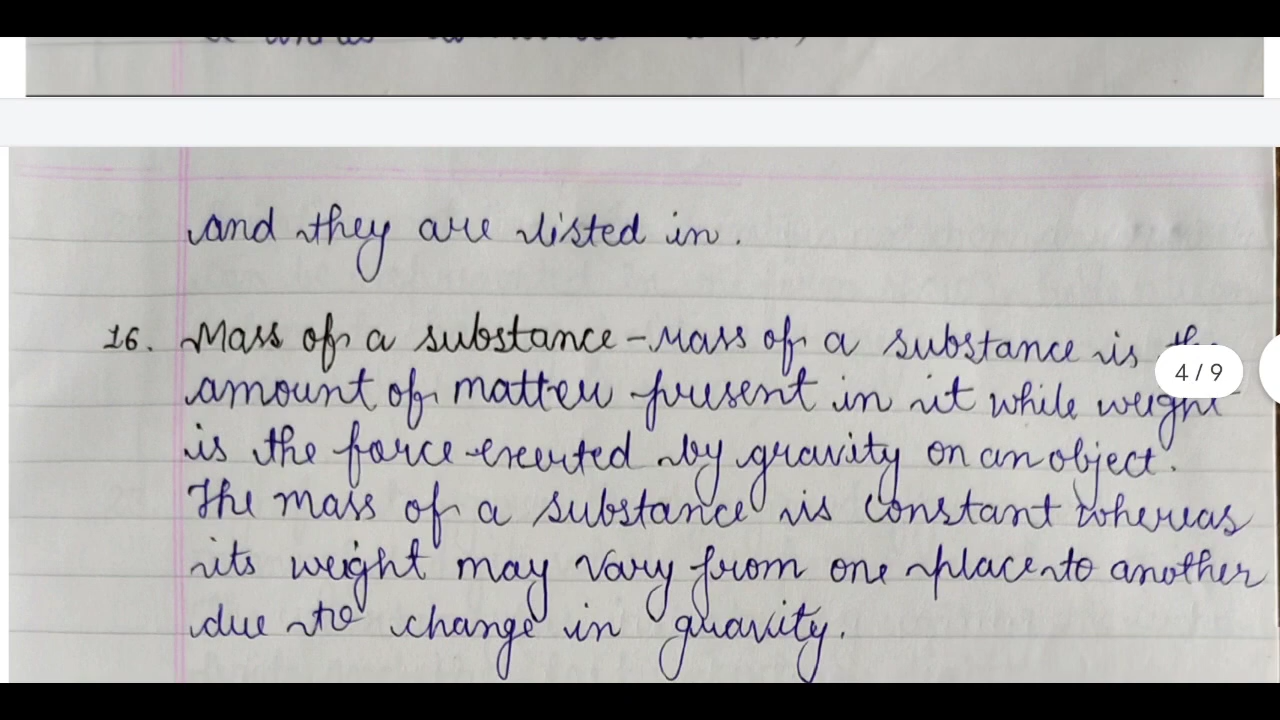 and they are listed in.
16. Mass of a substance - Mass of a substance is the
4 / 9
amount of matter present in it while weight
is the force exerted by gravity on an object.
The mass of a substance is constant whereas
its weight may vary from one place to another
due to change in gravity.